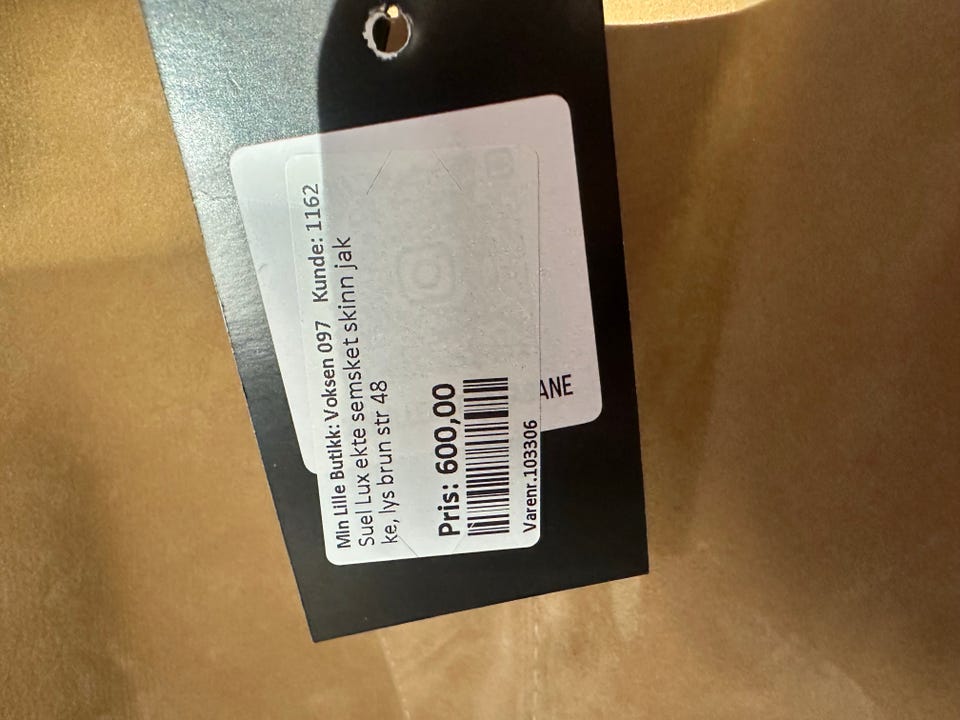 Min Lille Butikk: Voksen 097 Kunde: 1162
Suel Lux ekte semsket skinn jak
ke, lys brun str 48
Pris: 600,00
Varenr.103306
ANE